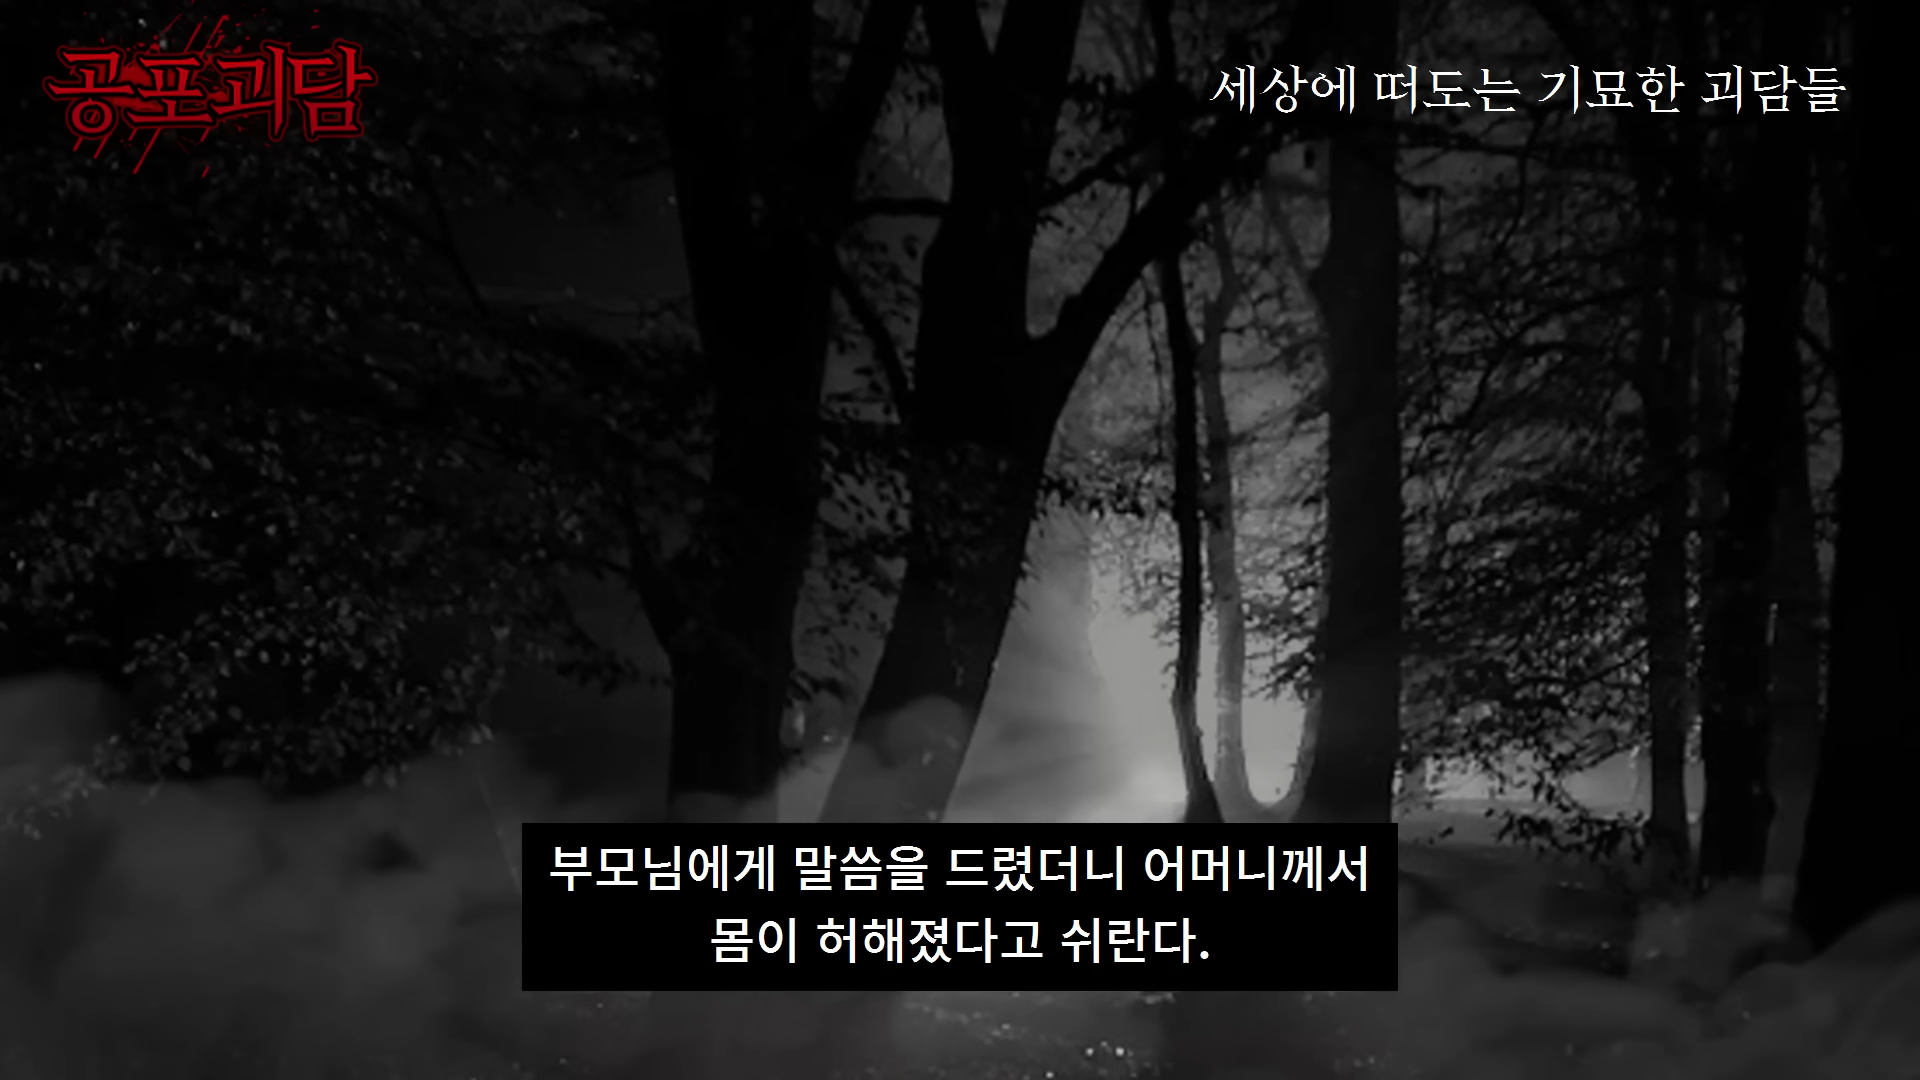 공포괴담
세상에 떠도는 기묘한 괴담들
부모님에게 말씀을 드렸더니 어머니께서
몸이 허해졌다고 쉬란다.